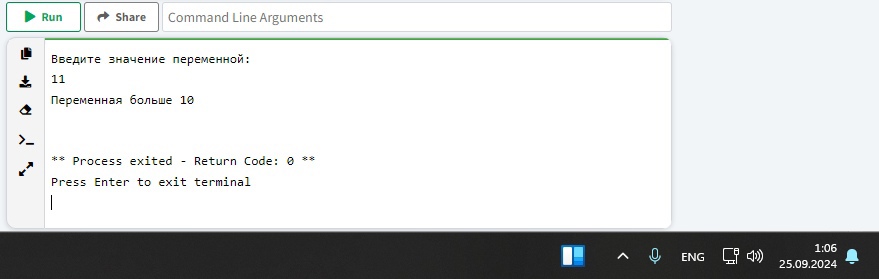 Run
Share
Command Line Arguments
Введите значение переменной:
11
Переменная больше 10
** Process exited - Return Code: 0 **
Press Enter to exit terminal
ENG
1:06
25.09.2024